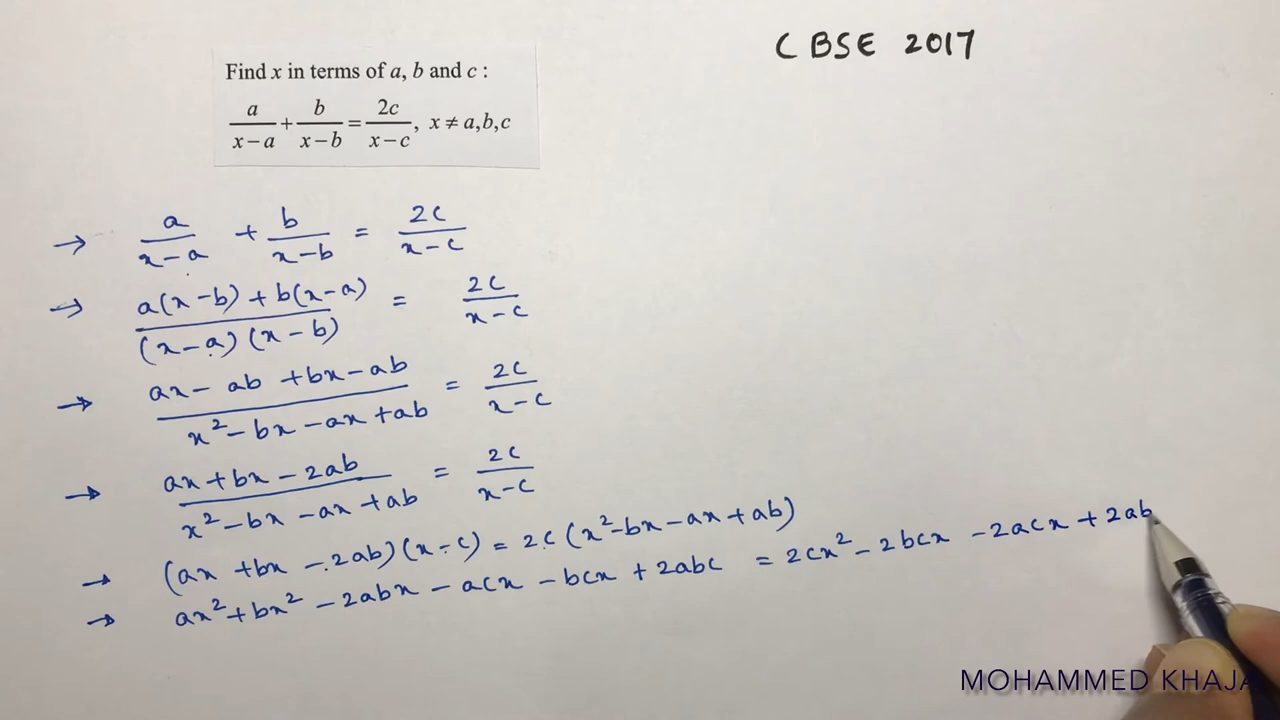 CBSE 2017
Find x in terms of a, b and c :
a/(x−a) + b/(x−b) = 2c/(x−c), x ≠ a,b,c
→ a/(x−a) + b/(x−b) = 2c/(x−c)
→ (a(x−b) + b(x−a))/((x−a)(x−b)) = 2c/(x−c)
→ (ax − ab + bx − ab)/(x² − bx − ax + ab) = 2c/(x−c)
→ (ax + bx − 2ab)/(x² − bx − ax + ab) = 2c/(x−c)
→ (ax + bx − 2ab)(x − c) = 2c(x² − bx − ax + ab)
→ ax² + bx² − 2abx − acx − bcx + 2abc = 2cx² − 2bcx − 2acx + 2ab
MOHAMMED KHAJA